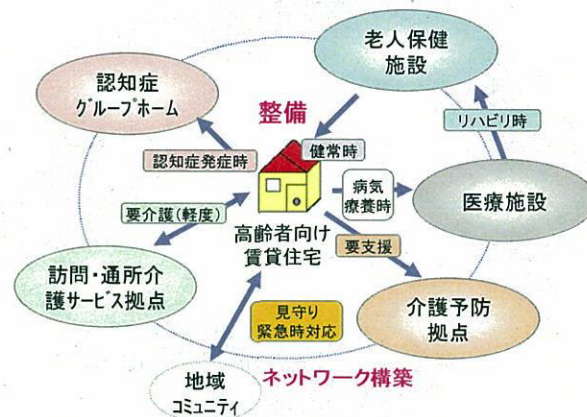 老人保健
施設
認知症
グループホーム
整備
リハビリ時
健常時
認知症発症時
病気
療養時
医療施設
要介護(軽度)
高齢者向け
賃貸住宅
要支援
訪問・通所介
護サービス拠点
介護予防
拠点
見守り
緊急時対応
ネットワーク構築
地域
コミュニティ